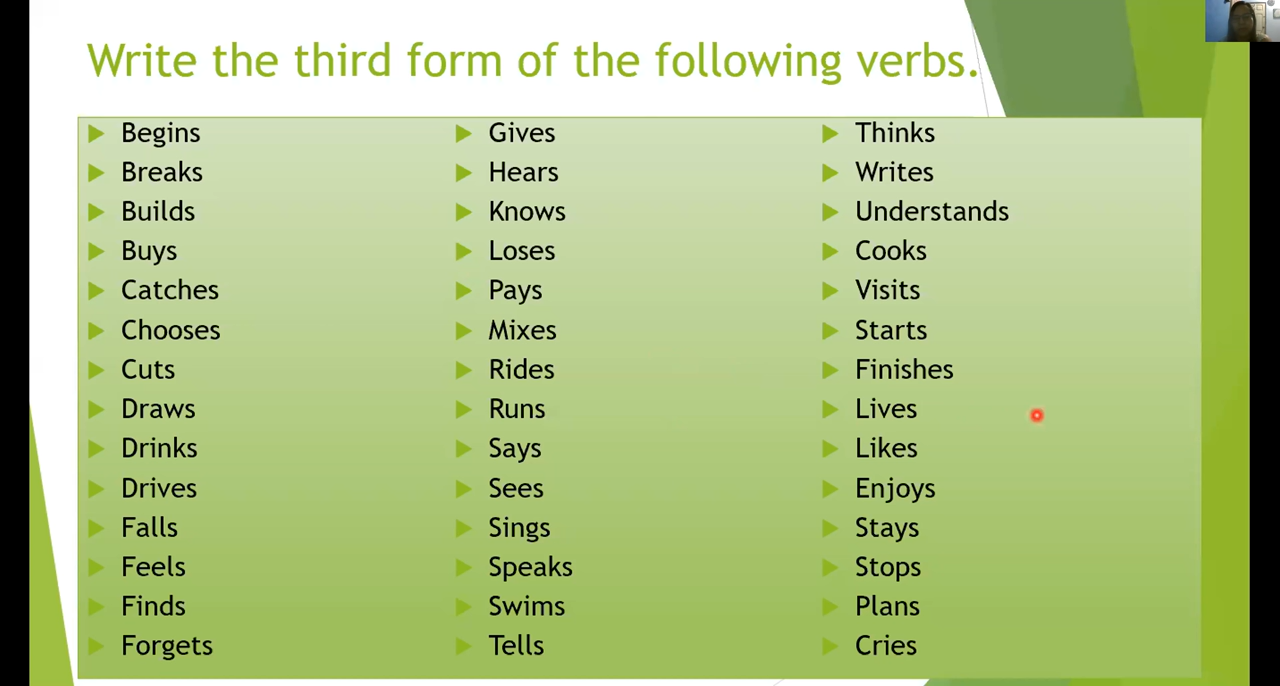 Write the third form of the following verbs.
Begins
Breaks
Builds
Buys
Catches
Chooses
Cuts
Draws
Drinks
Drives
Falls
Feels
Finds
Forgets
Gives
Hears
Knows
Loses
Pays
Mixes
Rides
Runs
Says
Sees
Sings
Speaks
Swims
Tells
Thinks
Writes
Understands
Cooks
Visits
Starts
Finishes
Lives
Likes
Enjoys
Stays
Stops
Plans
Cries